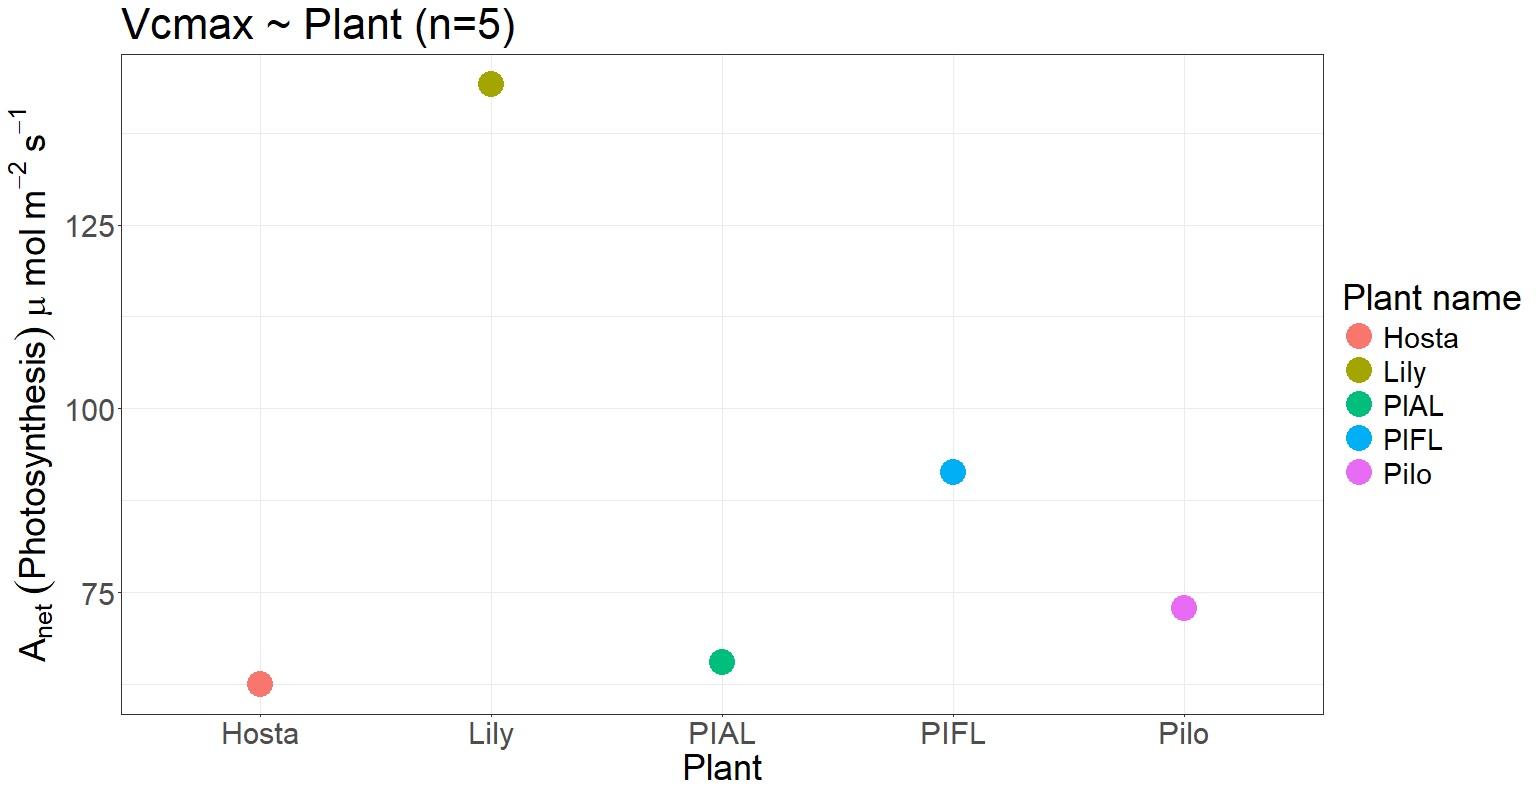 Vcmax ~ Plant (n=5)
A_net (Photosynthesis) μ mol m⁻² s⁻¹
125
100
75
Hosta Lily PIAL PIFL Pilo
Plant
Plant name
Hosta
Lily
PIAL
PIFL
Pilo